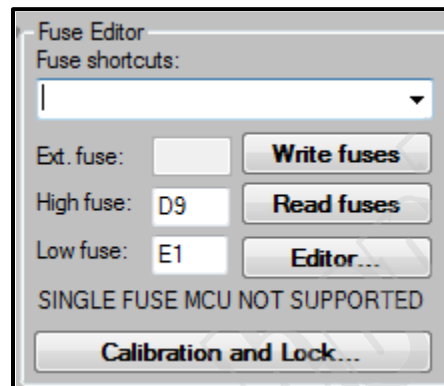 Fuse Editor
Fuse shortcuts:
Ext. fuse:
Write fuses
High fuse: D9
Read fuses
Low fuse: E1
Editor...
SINGLE FUSE MCU NOT SUPPORTED
Calibration and Lock...